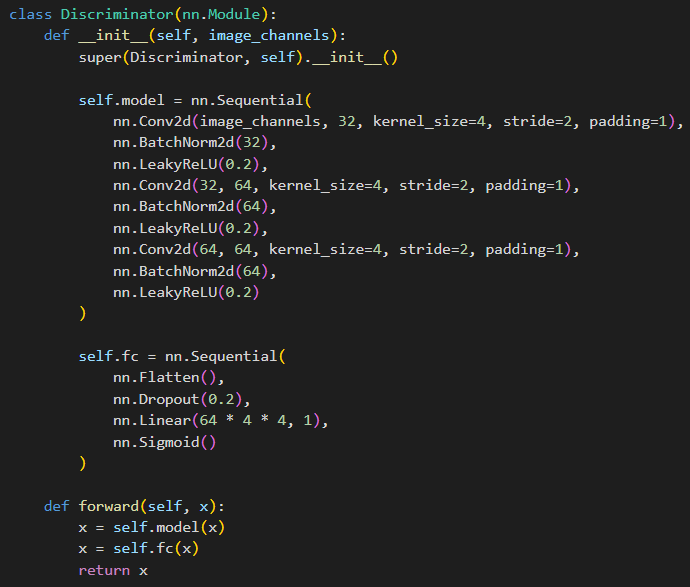 class Discriminator(nn.Module):
    def __init__(self, image_channels):
        super(Discriminator, self).__init__()

        self.model = nn.Sequential(
            nn.Conv2d(image_channels, 32, kernel_size=4, stride=2, padding=1),
            nn.BatchNorm2d(32),
            nn.LeakyReLU(0.2),
            nn.Conv2d(32, 64, kernel_size=4, stride=2, padding=1),
            nn.BatchNorm2d(64),
            nn.LeakyReLU(0.2),
            nn.Conv2d(64, 64, kernel_size=4, stride=2, padding=1),
            nn.BatchNorm2d(64),
            nn.LeakyReLU(0.2)
        )

        self.fc = nn.Sequential(
            nn.Flatten(),
            nn.Dropout(0.2),
            nn.Linear(64 * 4 * 4, 1),
            nn.Sigmoid()
        )

    def forward(self, x):
        x = self.model(x)
        x = self.fc(x)
        return x